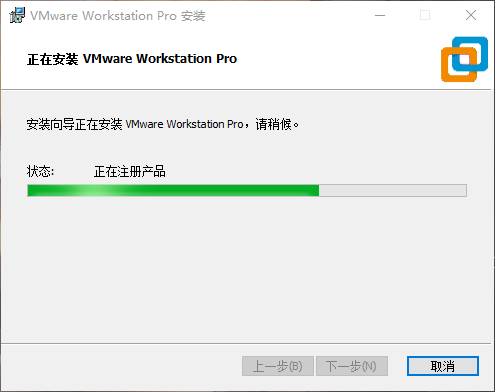 VMware Workstation Pro 安装
正在安装 VMware Workstation Pro
安装向导正在安装 VMware Workstation Pro，请稍候。
状态: 正在注册产品
上一步(B) 下一步(N) 取消